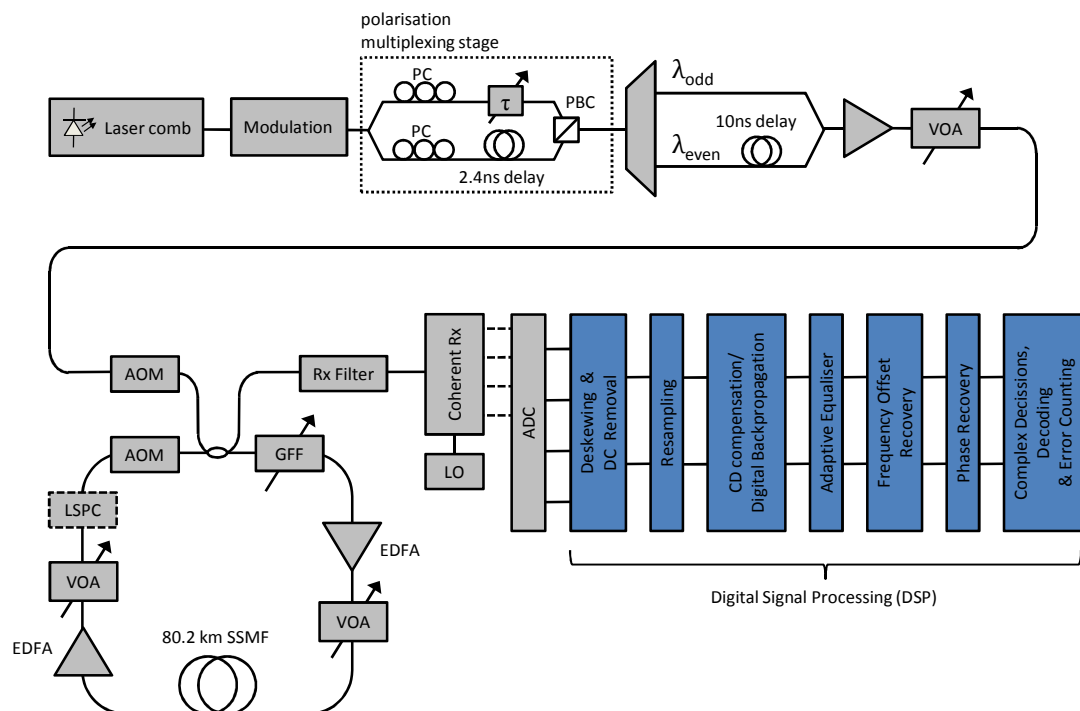 polarisation
multiplexing stage
PC
τ
PBC
PC
2.4ns delay
Laser comb
Modulation
λodd
10ns delay
λeven
VOA
AOM
Rx Filter
Coherent Rx
LO
ADC
Deskewing &
DC Removal
Resampling
CD compensation/
Digital Backpropagation
Adaptive Equaliser
Frequency Offset
Recovery
Phase Recovery
Complex Decissions,
Decoding
& Error Counting
AOM
GFF
LSPC
EDFA
VOA
VOA
EDFA
80.2 km SSMF
Digital Signal Processing (DSP)